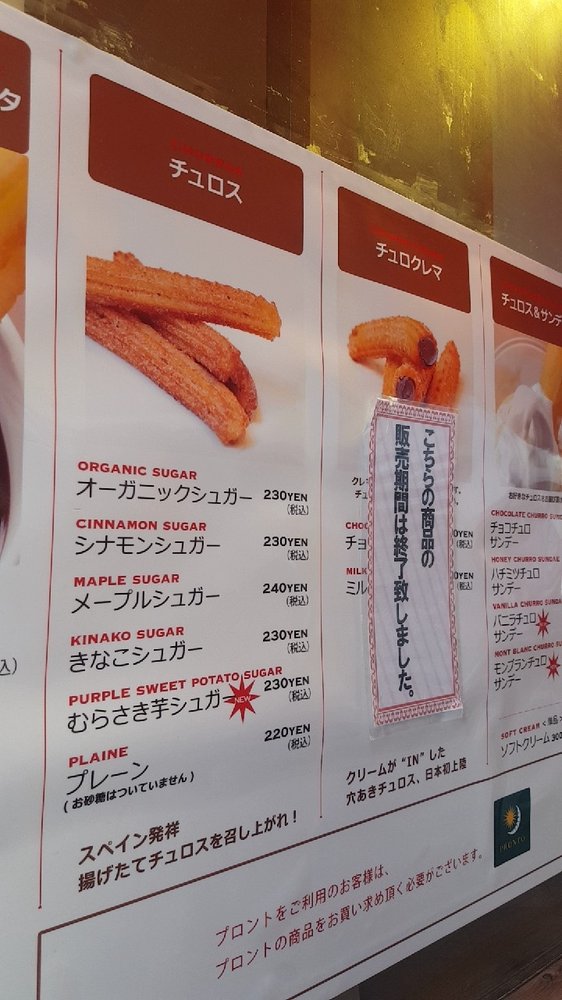 タ
込)
チュロス
ORGANIC SUGAR
オーガニックシュガー 230YEN
(税込)
CINNAMON SUGAR
シナモンシュガー 230YEN
(税込)
MAPLE SUGAR
メープルシュガー 240YEN
(税込)
KINAKO SUGAR
きなこシュガー 230YEN
(税込)
PURPLE SWEET POTATO SUGAR
むらさき芋シュガー NEW 230YEN
(税込)
PLAINE
プレーン 220YEN
(税込)
(お砂糖はついていません)
スペイン発祥
揚げたてチュロスを召し上がれ!
チュロクレマ
こちらの商品の
販売期間は終了致しました。
クリームが "IN" した
穴あきチュロス、日本初上陸
チュロス&サンデ
CHOCOLATE CHURRO
チョコチュロ
サンデー
HONEY CHURRO SUNDAE
ハチミツチュロ
サンデー
VANILLA CHURRO
バニラチュロ
サンデー
MONT BLANC CHURRO
モンブランチュロ
サンデー
SOFT CREAM <単品>
ソフトクリーム 300
PRONTO
プロントをご利用のお客様は、
プロントの商品をお買い求め頂く必要がございます。